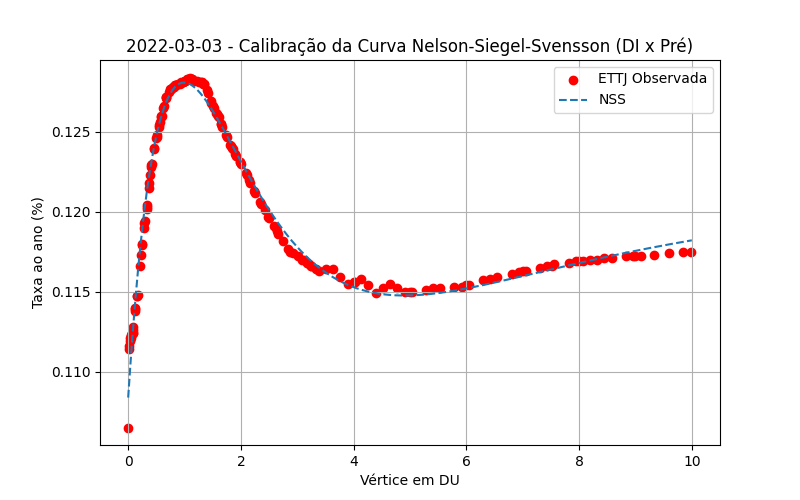 2022-03-03 - Calibração da Curva Nelson-Siegel-Svensson (DI x Pré)
ETTJ Observada
NSS
Taxa ao ano (%)
0.125
0.120
0.115
0.110
0 2 4 6 8 10
Vértice em DU